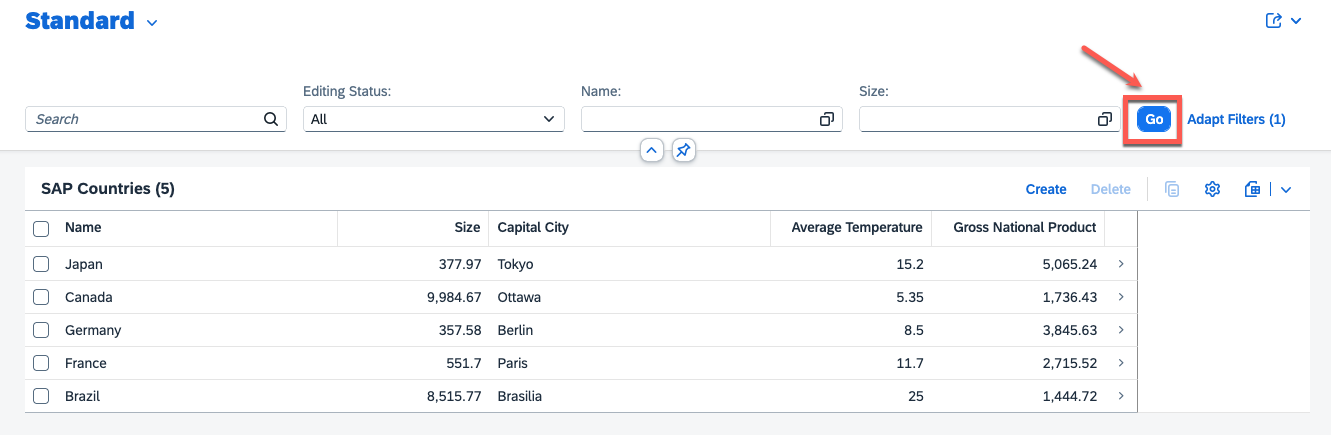 Standard
Editing Status: Name: Size:
Search All Go Adapt Filters (1)
SAP Countries (5) Create Delete
Name Size Capital City Average Temperature Gross National Product
Japan 377.97 Tokyo 15.2 5,065.24
Canada 9,984.67 Ottawa 5.35 1,736.43
Germany 357.58 Berlin 8.5 3,845.63
France 551.7 Paris 11.7 2,715.52
Brazil 8,515.77 Brasilia 25 1,444.72